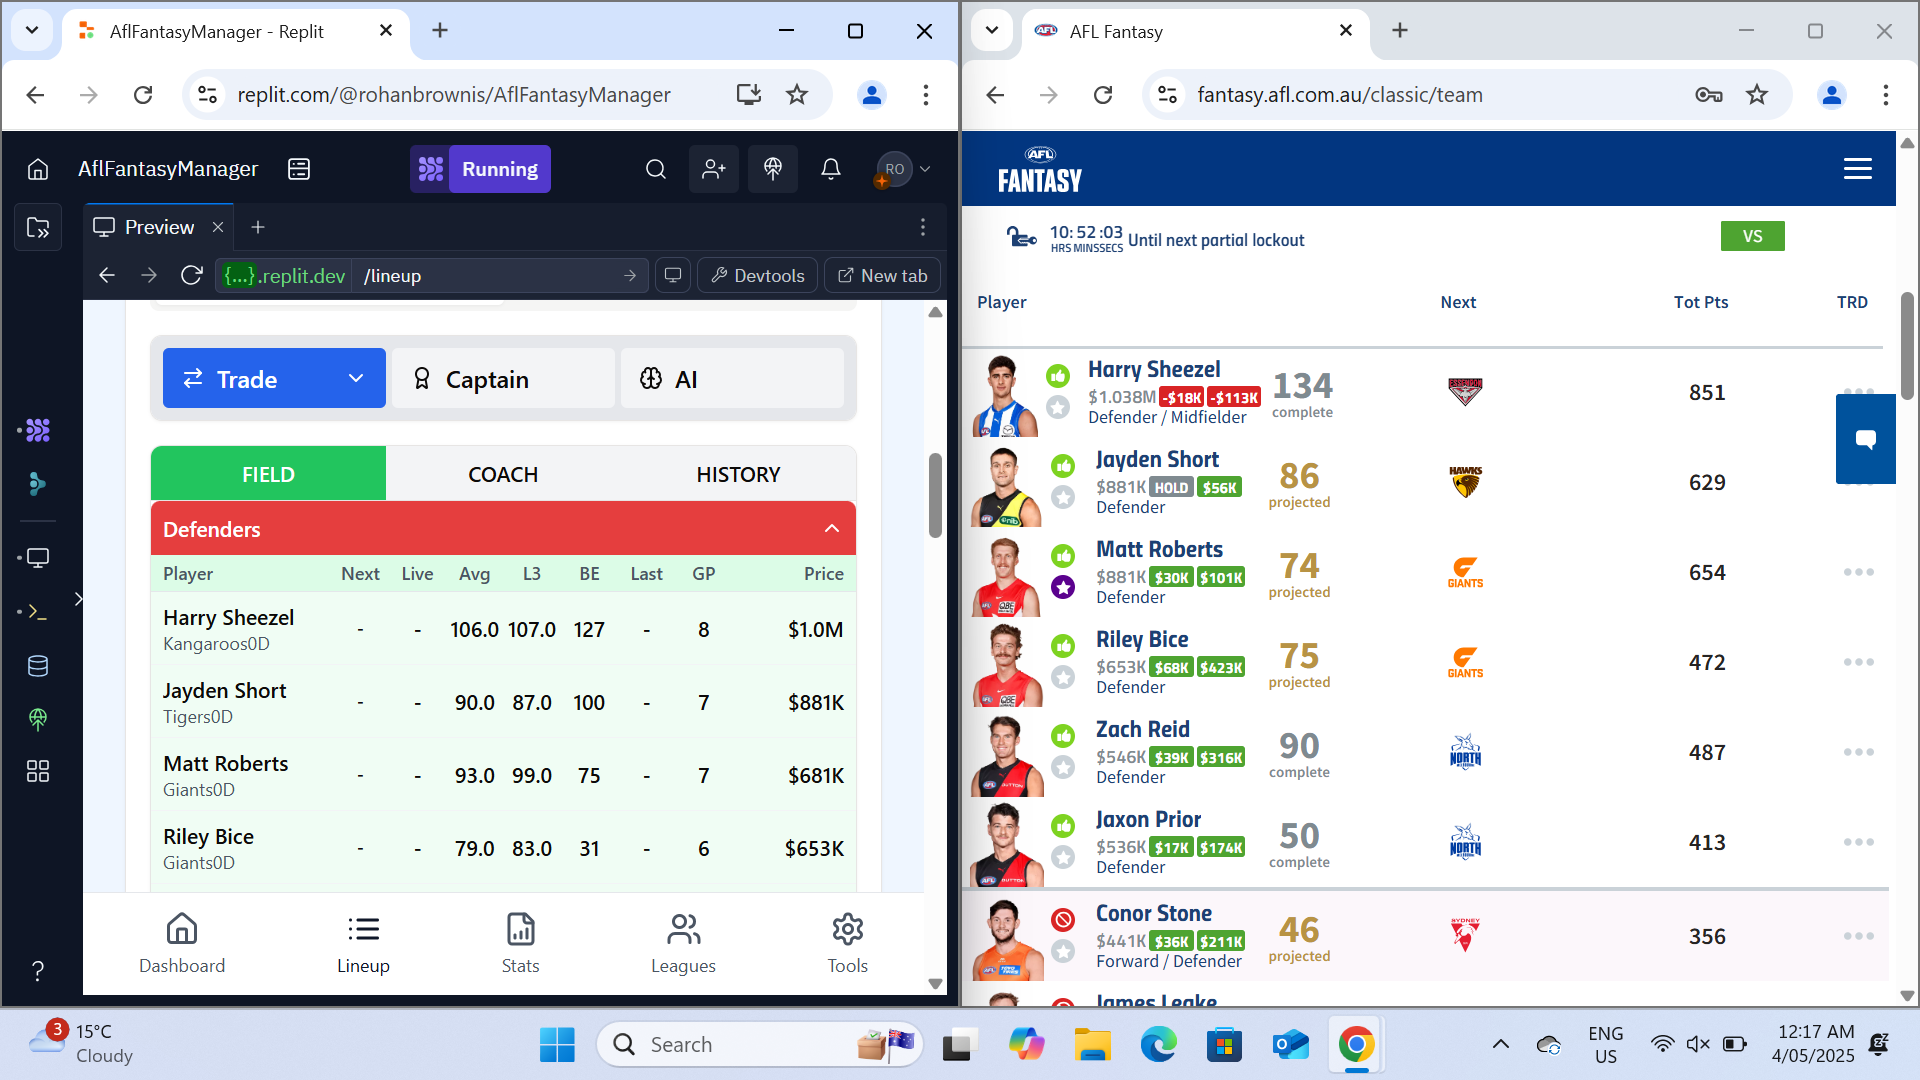 AflFantasyManager - Replit
replit.com/@rohanbrownis/AflFantasyManager
AflFantasyManager
Running
RO
Preview
{...}.replit.dev
/lineup
Devtools
New tab
Trade
Captain
AI
FIELD
COACH
HISTORY
Defenders
Player Next Live Avg L3 BE Last GP Price
Harry Sheezel
Kangaroos0D
- - 106.0 107.0 127 - 8 $1.0M
Jayden Short
Tigers0D
- - 90.0 87.0 100 - 7 $881K
Matt Roberts
Giants0D
- - 93.0 99.0 75 - 7 $681K
Riley Bice
Giants0D
- - 79.0 83.0 31 - 6 $653K
Dashboard
Lineup
Stats
Leagues
Tools
?
AFL Fantasy
fantasy.afl.com.au/classic/team
AFL
FANTASY
10: 52 :03
HRS MINSSECS
Until next partial lockout
VS
Player Next Tot Pts TRD
Harry Sheezel
$1.038M -$18K -$113K
Defender / Midfielder
134
complete
ESSENDON
851
Jayden Short
$881K HOLD $56K
Defender
86
projected
HAWKS
629
Matt Roberts
$881K $30K $101K
Defender
74
projected
GIANTS
654
Riley Bice
$653K $68K $423K
Defender
75
projected
GIANTS
472
Zach Reid
$546K $39K $316K
Defender
90
complete
NORTH
487
Jaxon Prior
$536K $17K $174K
Defender
50
complete
NORTH
413
Conor Stone
$441K $36K $211K
Forward / Defender
46
projected
SYDNEY
356
James Leake
3
15°C
Cloudy
Search
ENG
US
12:17 AM
4/05/2025